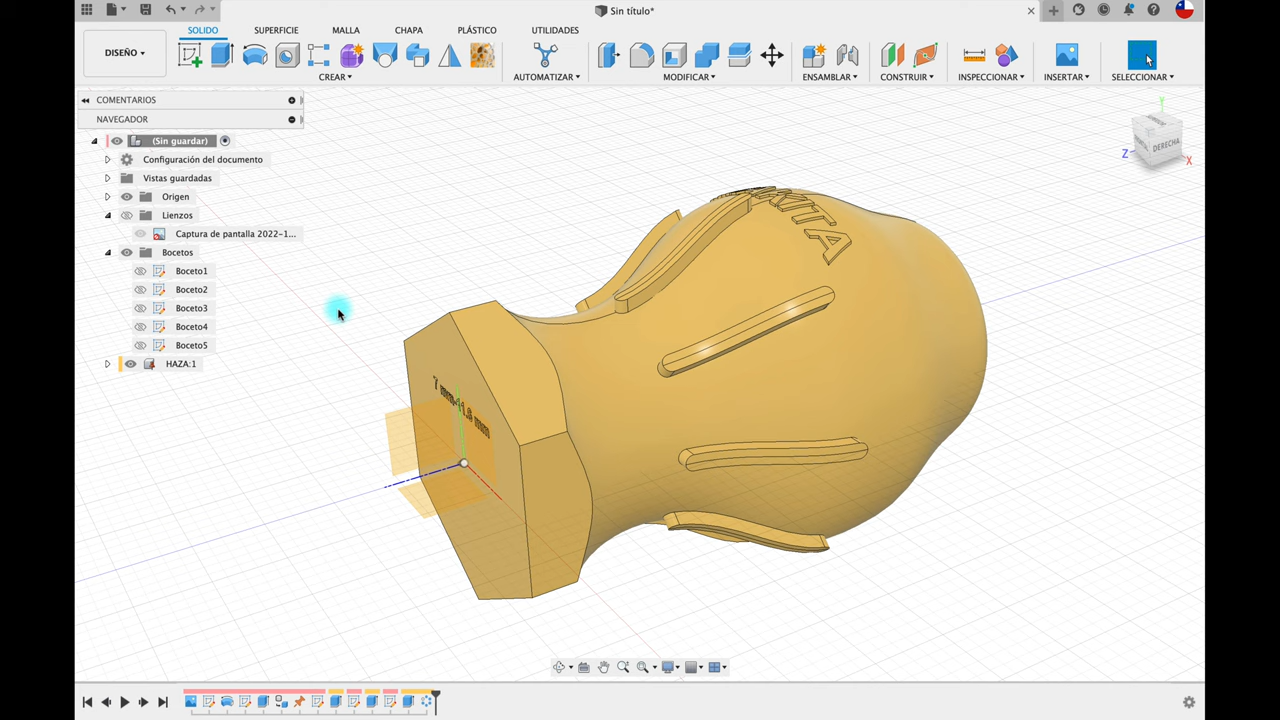 Sin título*
SOLIDO SUPERFICIE MALLA CHAPA PLÁSTICO UTILIDADES
DISEÑO
CREAR AUTOMATIZAR MODIFICAR ENSAMBLAR CONSTRUIR INSPECCIONAR INSERTAR SELECCIONAR
COMENTARIOS
NAVEGADOR
(Sin guardar)
Configuración del documento
Vistas guardadas
Origen
Lienzos
Captura de pantalla 2022-1...
Bocetos
Boceto1
Boceto2
Boceto3
Boceto4
Boceto5
HAZA:1
Y
DERECHA
Z
X